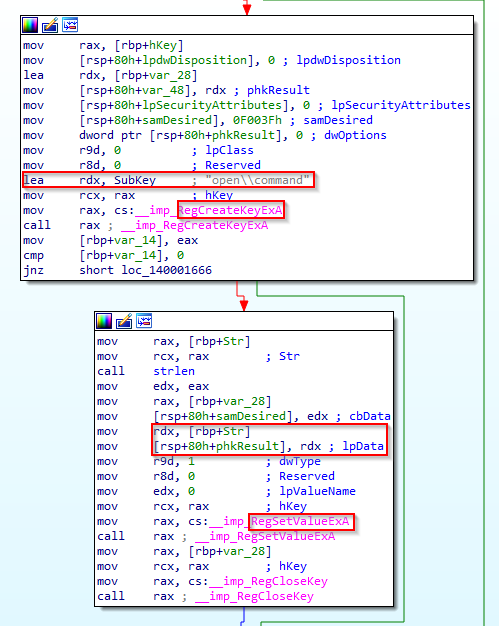 mov rax, [rbp+hKey]
mov [rsp+80h+lpdwDisposition], 0 ; lpdwDisposition
lea rdx, [rbp+var_28]
mov [rsp+80h+var_48], rdx ; phkResult
mov [rsp+80h+lpSecurityAttributes], 0 ; lpSecurityAttributes
mov [rsp+80h+samDesired], 0F003Fh ; samDesired
mov dword ptr [rsp+80h+phkResult], 0 ; dwOptions
mov r9d, 0 ; lpClass
mov r8d, 0 ; Reserved
lea rdx, SubKey ; "open\\command"
mov rcx, rax ; hKey
mov rax, cs:__imp_RegCreateKeyExA
call rax ; __imp_RegCreateKeyExA
mov [rbp+var_14], eax
cmp [rbp+var_14], 0
jnz short loc_140001666
mov rax, [rbp+Str]
mov rcx, rax ; Str
call strlen
mov edx, eax
mov rax, [rbp+var_28]
mov [rsp+80h+samDesired], edx ; cbData
mov rdx, [rbp+Str]
mov [rsp+80h+phkResult], rdx ; lpData
mov r9d, 1 ; dwType
mov r8d, 0 ; Reserved
mov edx, 0 ; lpValueName
mov rcx, rax ; hKey
mov rax, cs:__imp_RegSetValueExA
call rax ; __imp_RegSetValueExA
mov rax, [rbp+var_28]
mov rcx, rax ; hKey
mov rax, cs:__imp_RegCloseKey
call rax ; __imp_RegCloseKey